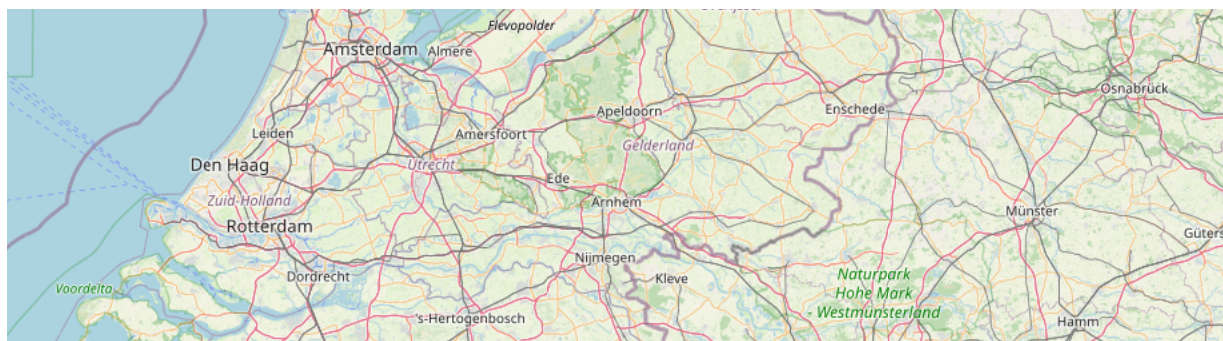 Flevopolder
Amsterdam
Almere
Osnabrück
Apeldoorn
Enschede
Leiden
Amersfoort
Gelderland
Den Haag
Utrecht
Ede
Zuid-Holland
Arnhem
Münster
Rotterdam
Güters
Nijmegen
Dordrecht
Kleve
Naturpark
Hohe Mark
- Westmünsterland
Voordelta
's-Hertogenbosch
Hamm